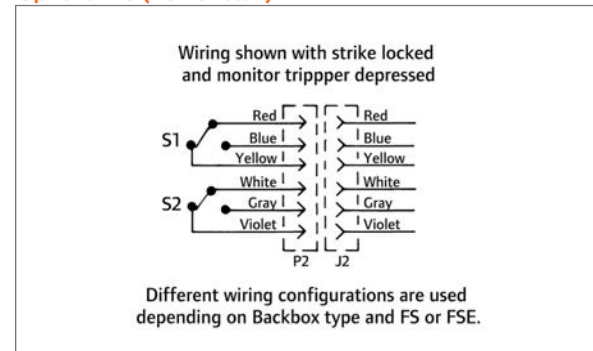 Wiring shown with strike locked
and monitor trippper depressed
Red Red
S1 Blue Blue
Yellow Yellow
White White
S2 Gray Gray
Violet Violet
P2 J2
Different wiring configurations are used
depending on Backbox type and FS or FSE.